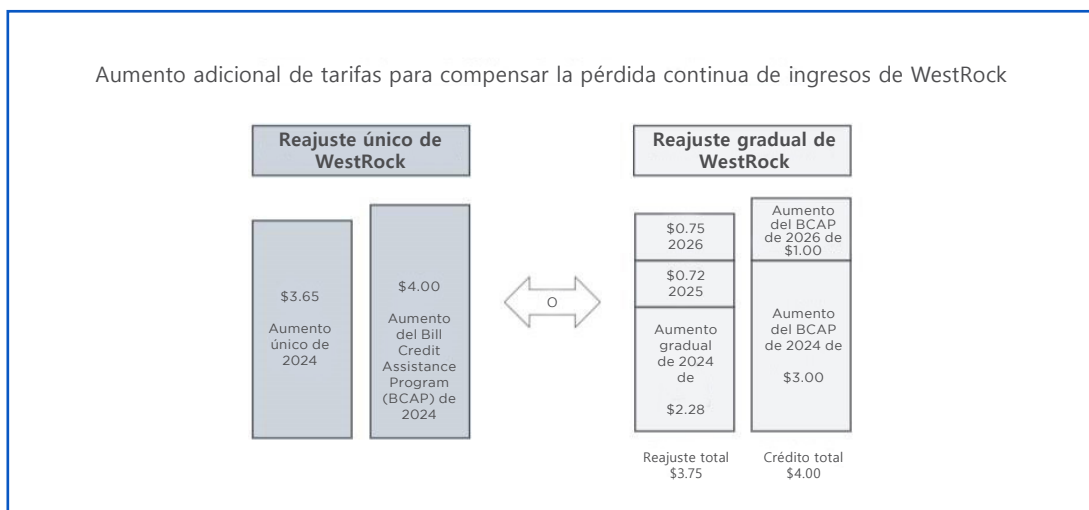 Aumento adicional de tarifas para compensar la pérdida continua de ingresos de WestRock
Reajuste único de
WestRock
$3.65
Aumento
único de
2024
$4.00
Aumento
del Bill
Credit
Assistance
Program
(BCAP) de
2024
O
Reajuste gradual de
WestRock
$0.75
2026
$0.72
2025
Aumento
gradual
de 2024
de
$2.28
Aumento
del BCAP
de 2026 de
$1.00
Aumento
del BCAP
de 2024 de
$3.00
Reajuste total
$3.75
Crédito total
$4.00